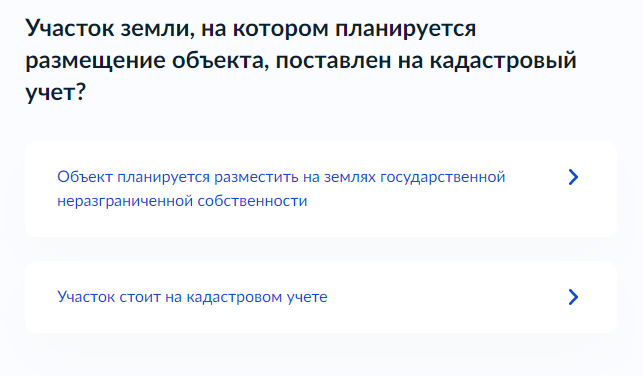 Участок земли, на котором планируется
размещение объекта, поставлен на кадастровый
учет?
Объект планируется разместить на землях государственной
неразграниченной собственности
Участок стоит на кадастровом учете